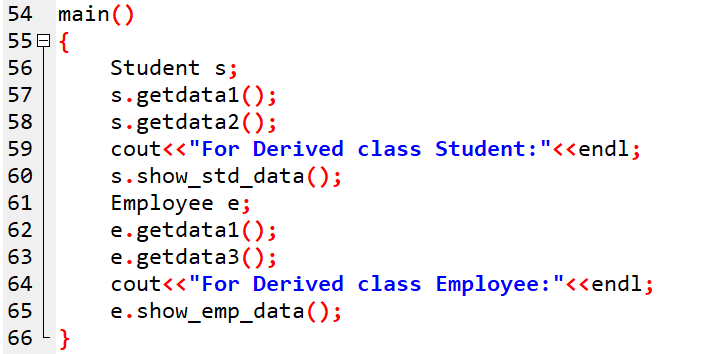 54 main()
55 {
56     Student s;
57     s.getdata1();
58     s.getdata2();
59     cout<<"For Derived class Student:"<<endl;
60     s.show_std_data();
61     Employee e;
62     e.getdata1();
63     e.getdata3();
64     cout<<"For Derived class Employee:"<<endl;
65     e.show_emp_data();
66 }